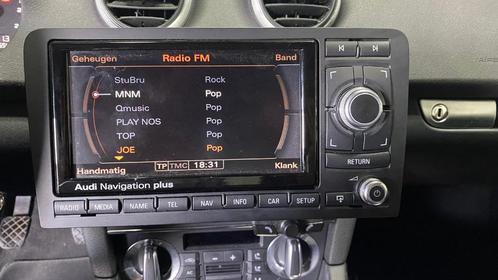 Geheugen Radio FM Band
StuBru Rock
MNM Pop
Qmusic Pop
PLAY NOS Pop
TOP Pop
JOE Pop
Handmatig TP TMC 18:31 Klank
Audi Navigation plus
RADIO MEDIA NAME TEL NAV INFO CAR SETUP
RETURN